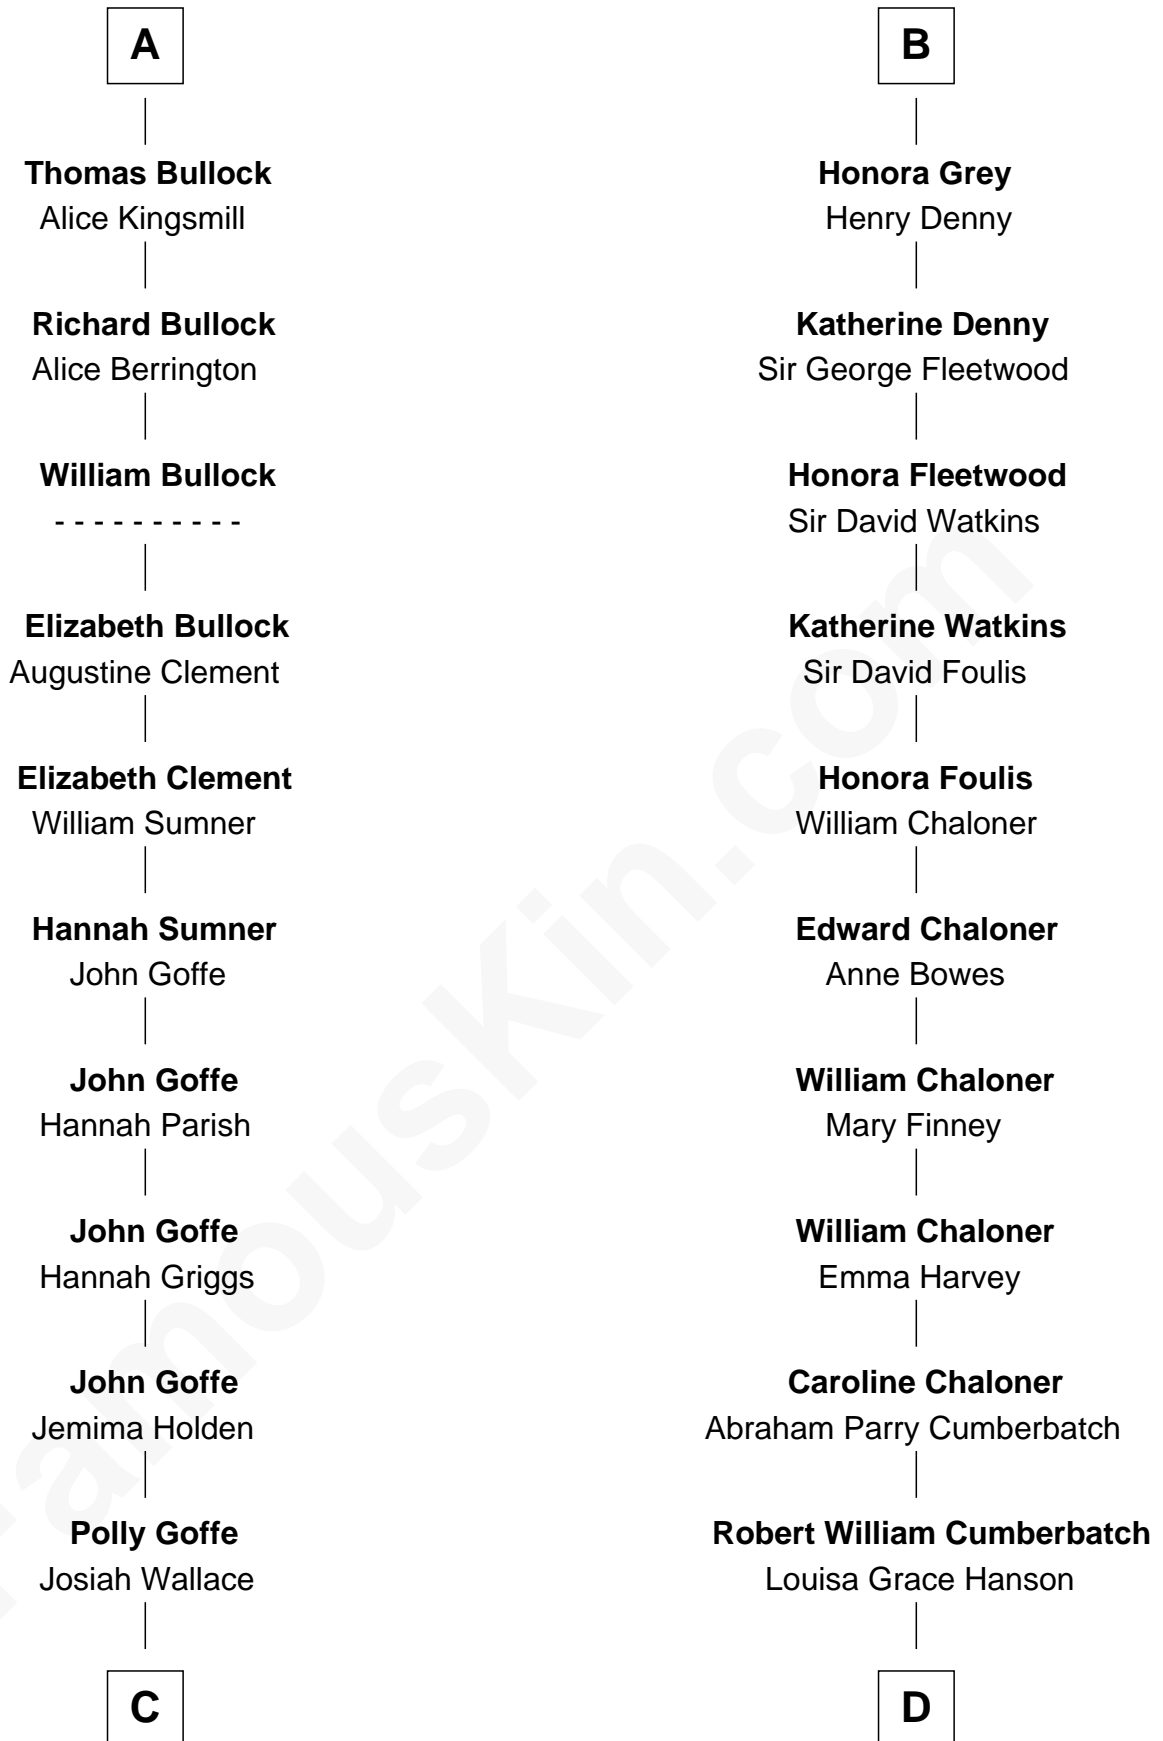 A
Thomas Bullock
Alice Kingsmill
Richard Bullock
Alice Berrington
William Bullock
- - - - - - - - - -
Elizabeth Bullock
Augustine Clement
Elizabeth Clement
William Sumner
Hannah Sumner
John Goffe
John Goffe
Hannah Parish
John Goffe
Hannah Griggs
John Goffe
Jemima Holden
Polly Goffe
Josiah Wallace
C
B
Honora Grey
Henry Denny
Katherine Denny
Sir George Fleetwood
Honora Fleetwood
Sir David Watkins
Katherine Watkins
Sir David Foulis
Honora Foulis
William Chaloner
Edward Chaloner
Anne Bowes
William Chaloner
Mary Finney
William Chaloner
Emma Harvey
Caroline Chaloner
Abraham Parry Cumberbatch
Robert William Cumberbatch
Louisa Grace Hanson
D
FamousKin.com